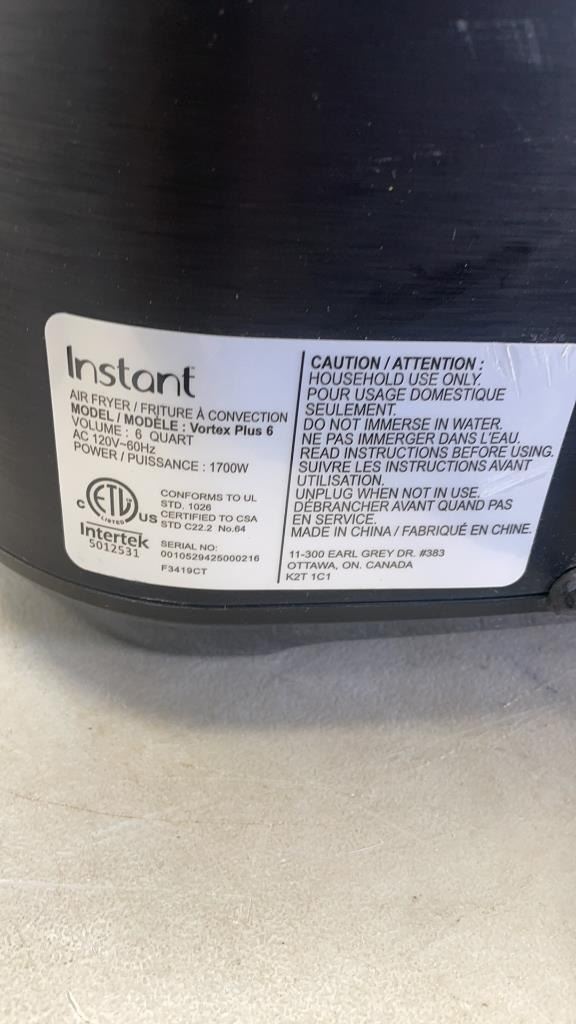 Instant
AIR FRYER / FRITURE À CONVECTION
MODEL / MODÈLE : Vortex Plus 6
VOLUME : 6 QUART
AC 120V~60Hz
POWER / PUISSANCE : 1700W
C ETL US
LISTED
Intertek
5012531
CONFORMS TO UL
STD. 1026
CERTIFIED TO CSA
STD C22.2 No.64
SERIAL NO:
0010529425000216
F3419CT
CAUTION / ATTENTION :
HOUSEHOLD USE ONLY.
POUR USAGE DOMESTIQUE
SEULEMENT.
DO NOT IMMERSE IN WATER.
NE PAS IMMERGER DANS L'EAU.
READ INSTRUCTIONS BEFORE USING.
SUIVRE LES INSTRUCTIONS AVANT
UTILISATION.
UNPLUG WHEN NOT IN USE.
DÉBRANCHER AVANT QUAND PAS
EN SERVICE.
MADE IN CHINA / FABRIQUÉ EN CHINE.
11-300 EARL GREY DR. #383
OTTAWA, ON. CANADA
K2T 1C1